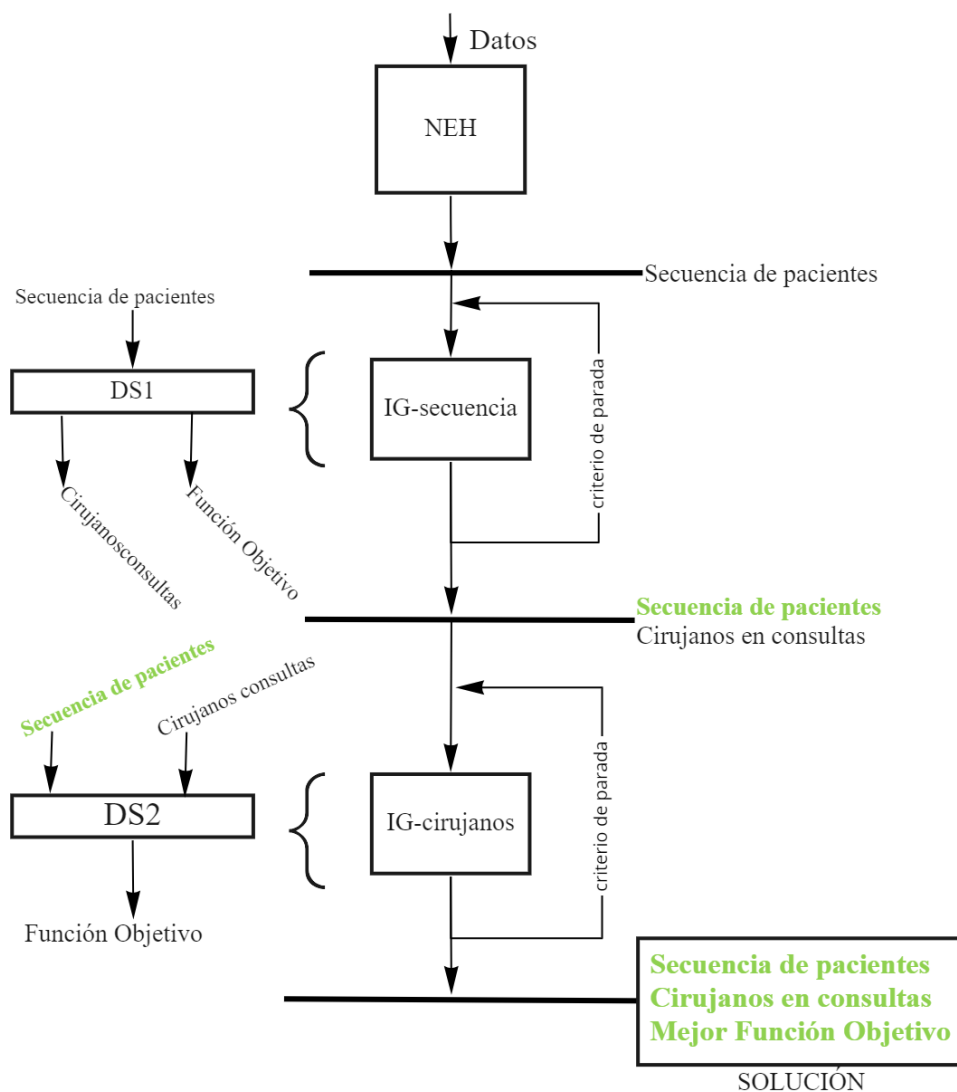 Datos
NEH
Secuencia de pacientes
Secuencia de pacientes
DS1
IG-secuencia
criterio de parada
Cirujanosconsultas
Función Objetivo
Secuencia de pacientes
Cirujanos en consultas
Secuencia de pacientes
Cirujanos consultas
DS2
IG-cirujanos
criterio de parada
Función Objetivo
Secuencia de pacientes
Cirujanos en consultas
Mejor Función Objetivo
SOLUCIÓN